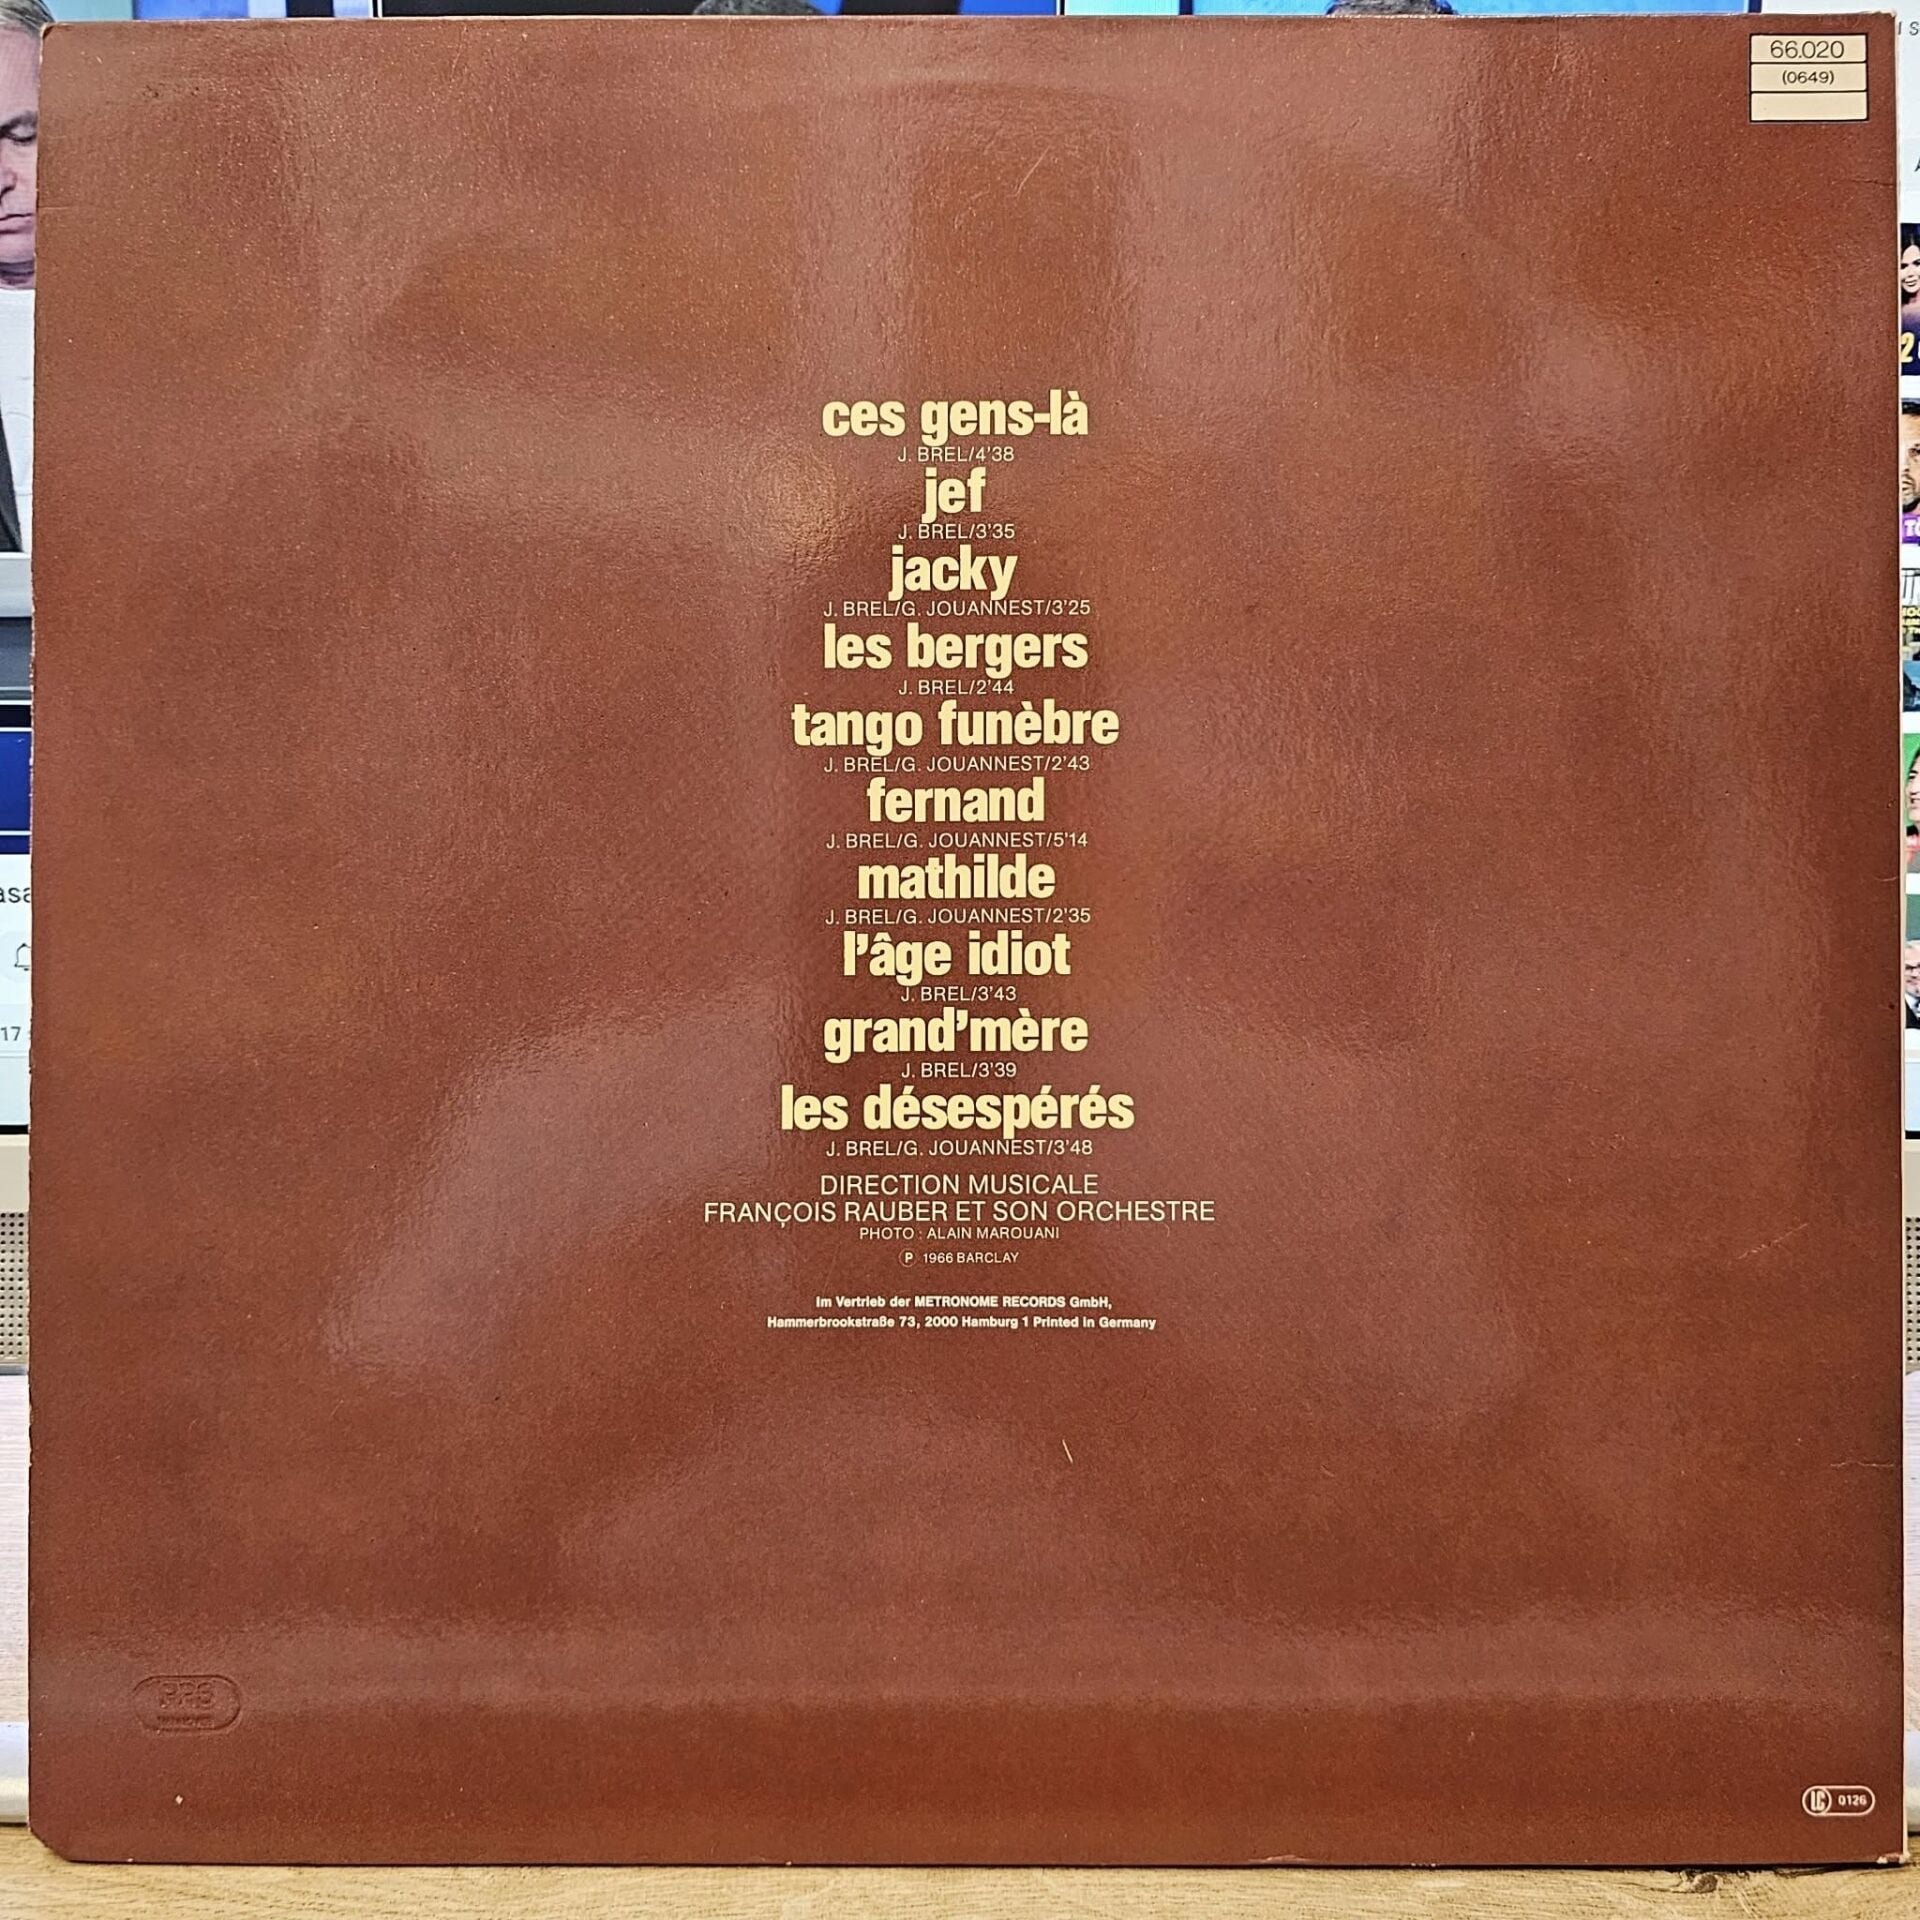 66.020
(0649)
ces gens-là
J. BREL/4'38
jef
J. BREL/3'35
jacky
J. BREL/G. JOUANNEST/3'25
les bergers
J. BREL/2'44
tango funèbre
J. BREL/G. JOUANNEST/2'43
fernand
J. BREL/G. JOUANNEST/5'14
mathilde
J. BREL/G. JOUANNEST/2'35
l'âge idiot
J. BREL/3'43
grand'mère
J. BREL/3'39
les désespérés
J. BREL/G. JOUANNEST/3'48
DIRECTION MUSICALE
FRANÇOIS RAUBER ET SON ORCHESTRE
PHOTO : ALAIN MAROUANI
℗ 1966 BARCLAY
Im Vertrieb der METRONOME RECORDS GmbH,
Hammerbrookstraße 73, 2000 Hamburg 1 Printed in Germany
LC 0126
17